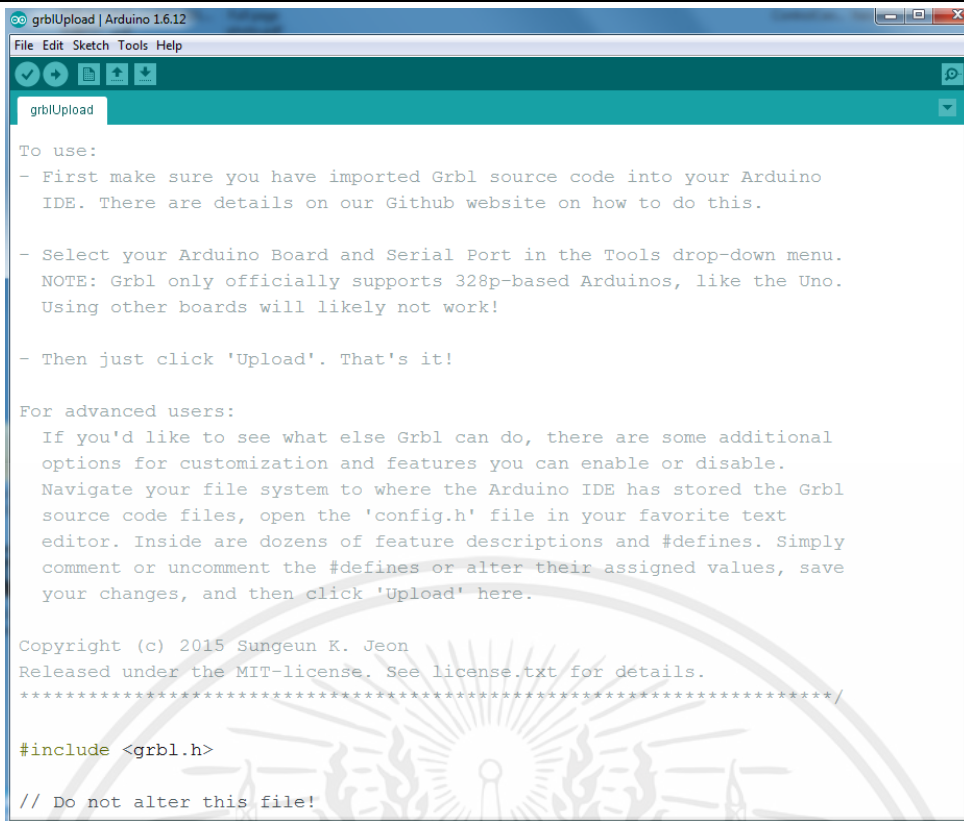 grblUpload | Arduino 1.6.12
File Edit Sketch Tools Help
grblUpload
To use:
- First make sure you have imported Grbl source code into your Arduino
IDE. There are details on our Github website on how to do this.
- Select your Arduino Board and Serial Port in the Tools drop-down menu.
NOTE: Grbl only officially supports 328p-based Arduinos, like the Uno.
Using other boards will likely not work!
- Then just click 'Upload'. That's it!
For advanced users:
If you'd like to see what else Grbl can do, there are some additional
options for customization and features you can enable or disable.
Navigate your file system to where the Arduino IDE has stored the Grbl
source code files, open the 'config.h' file in your favorite text
editor. Inside are dozens of feature descriptions and #defines. Simply
comment or uncomment the #defines or alter their assigned values, save
your changes, and then click 'Upload' here.
Copyright (c) 2015 Sungeun K. Jeon
Released under the MIT-license. See license.txt for details.
***********************************************************************/
#include <grbl.h>
// Do not alter this file!